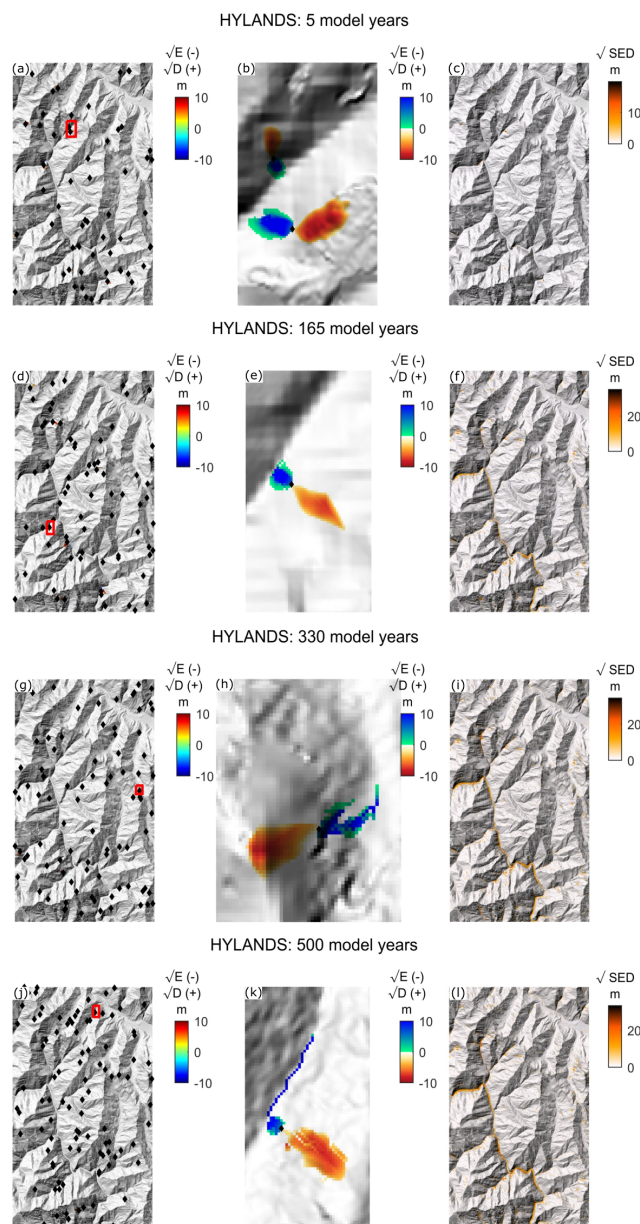 HYLANDS: 5 model years
(a)
√E (-)
√D (+)
m
10
0
-10
(b)
√E (-)
√D (+)
m
10
0
-10
(c)
√ SED
m
10
0
HYLANDS: 165 model years
(d)
√E (-)
√D (+)
m
10
0
-10
(e)
√E (-)
√D (+)
m
10
0
-10
(f)
√ SED
m
20
0
HYLANDS: 330 model years
(g)
√E (-)
√D (+)
m
10
0
-10
(h)
√E (-)
√D (+)
m
10
0
-10
(i)
√ SED
m
20
0
HYLANDS: 500 model years
(j)
√E (-)
√D (+)
m
10
0
-10
(k)
√E (-)
√D (+)
m
10
0
-10
(l)
√ SED
m
20
0